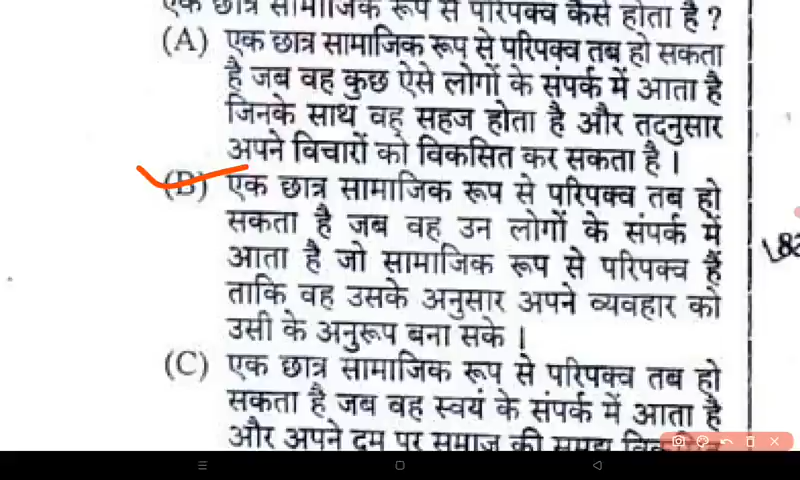 एक छात्र सामाजिक रूप से परिपक्व कैसे होता है ?
(A) एक छात्र सामाजिक रूप से परिपक्व तब हो सकता
है जब वह कुछ ऐसे लोगों के संपर्क में आता है
जिनके साथ वह सहज होता है और तदनुसार
अपने विचारों को विकसित कर सकता है ।
(B) एक छात्र सामाजिक रूप से परिपक्व तब हो
सकता है जब वह उन लोगों के संपर्क में
आता है जो सामाजिक रूप से परिपक्व हैं
ताकि वह उसके अनुसार अपने व्यवहार को
उसी के अनुरूप बना सके ।
(C) एक छात्र सामाजिक रूप से परिपक्व तब हो
सकता है जब वह स्वयं के संपर्क में आता है
और अपने दम पर समाज की समझ